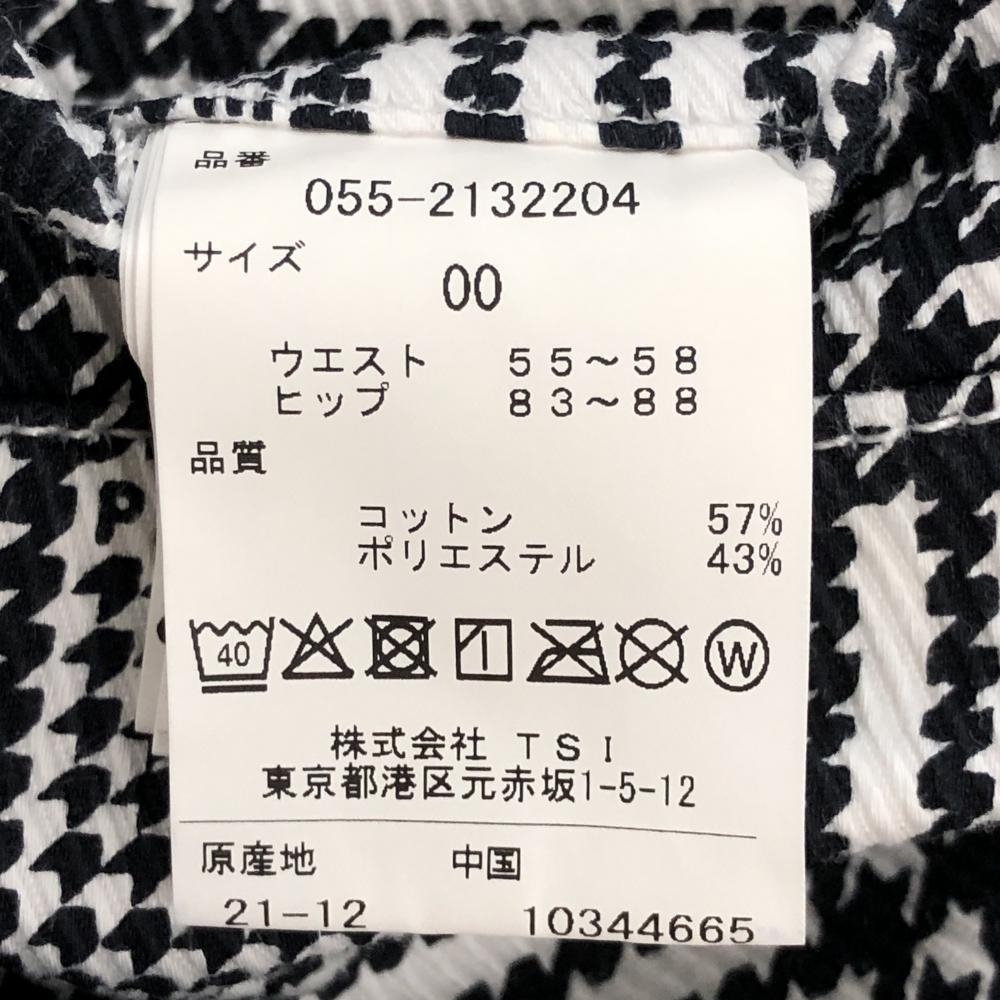 品番
055-2132204
サイズ
00
ウエスト 55~58
ヒップ 83~88
品質
コットン 57%
ポリエステル 43%
40
W
株式会社 TSI
東京都港区元赤坂1-5-12
原産地 中国
21-12 10344665
P